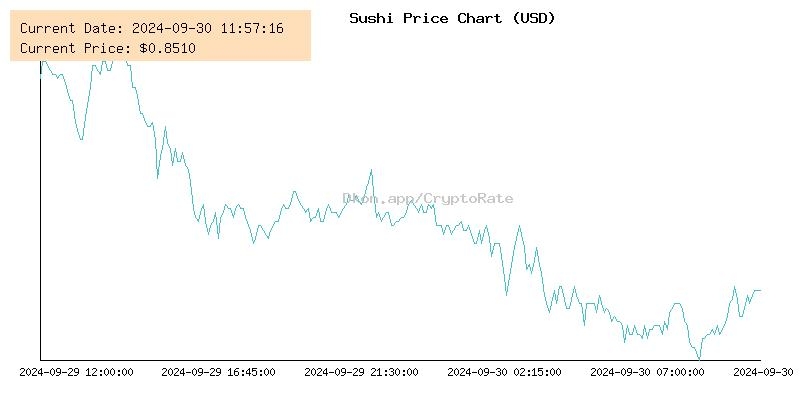 Sushi Price Chart (USD)
Current Date: 2024-09-30 11:57:16
Current Price: $0.8510
Dkon.app/CryptoRate
2024-09-29 12:00:00
2024-09-29 16:45:00
2024-09-29 21:30:00
2024-09-30 02:15:00
2024-09-30 07:00:00
2024-09-30